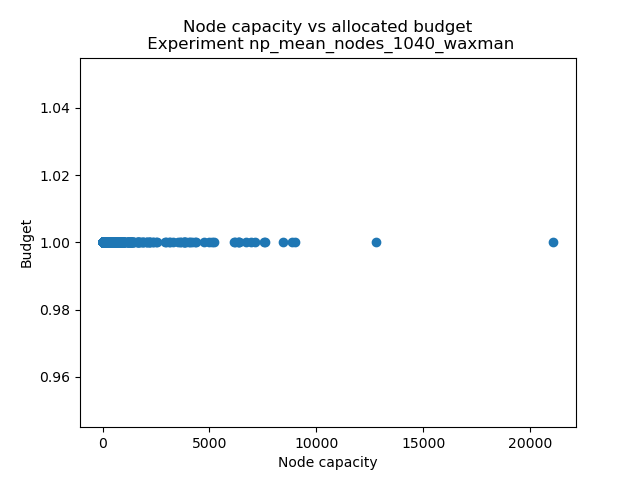 Node capacity vs allocated budget
Experiment np_mean_nodes_1040_waxman
1.04
1.02
1.00
0.98
0.96
Budget
0
5000
10000
15000
20000
Node capacity